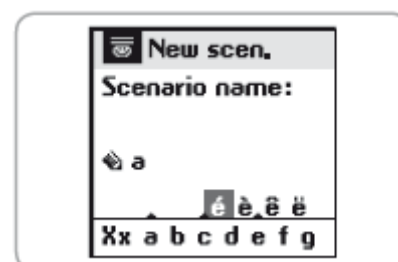 New scen.
Scenario name:
a
é è ê ë
Xx a b c d e f g